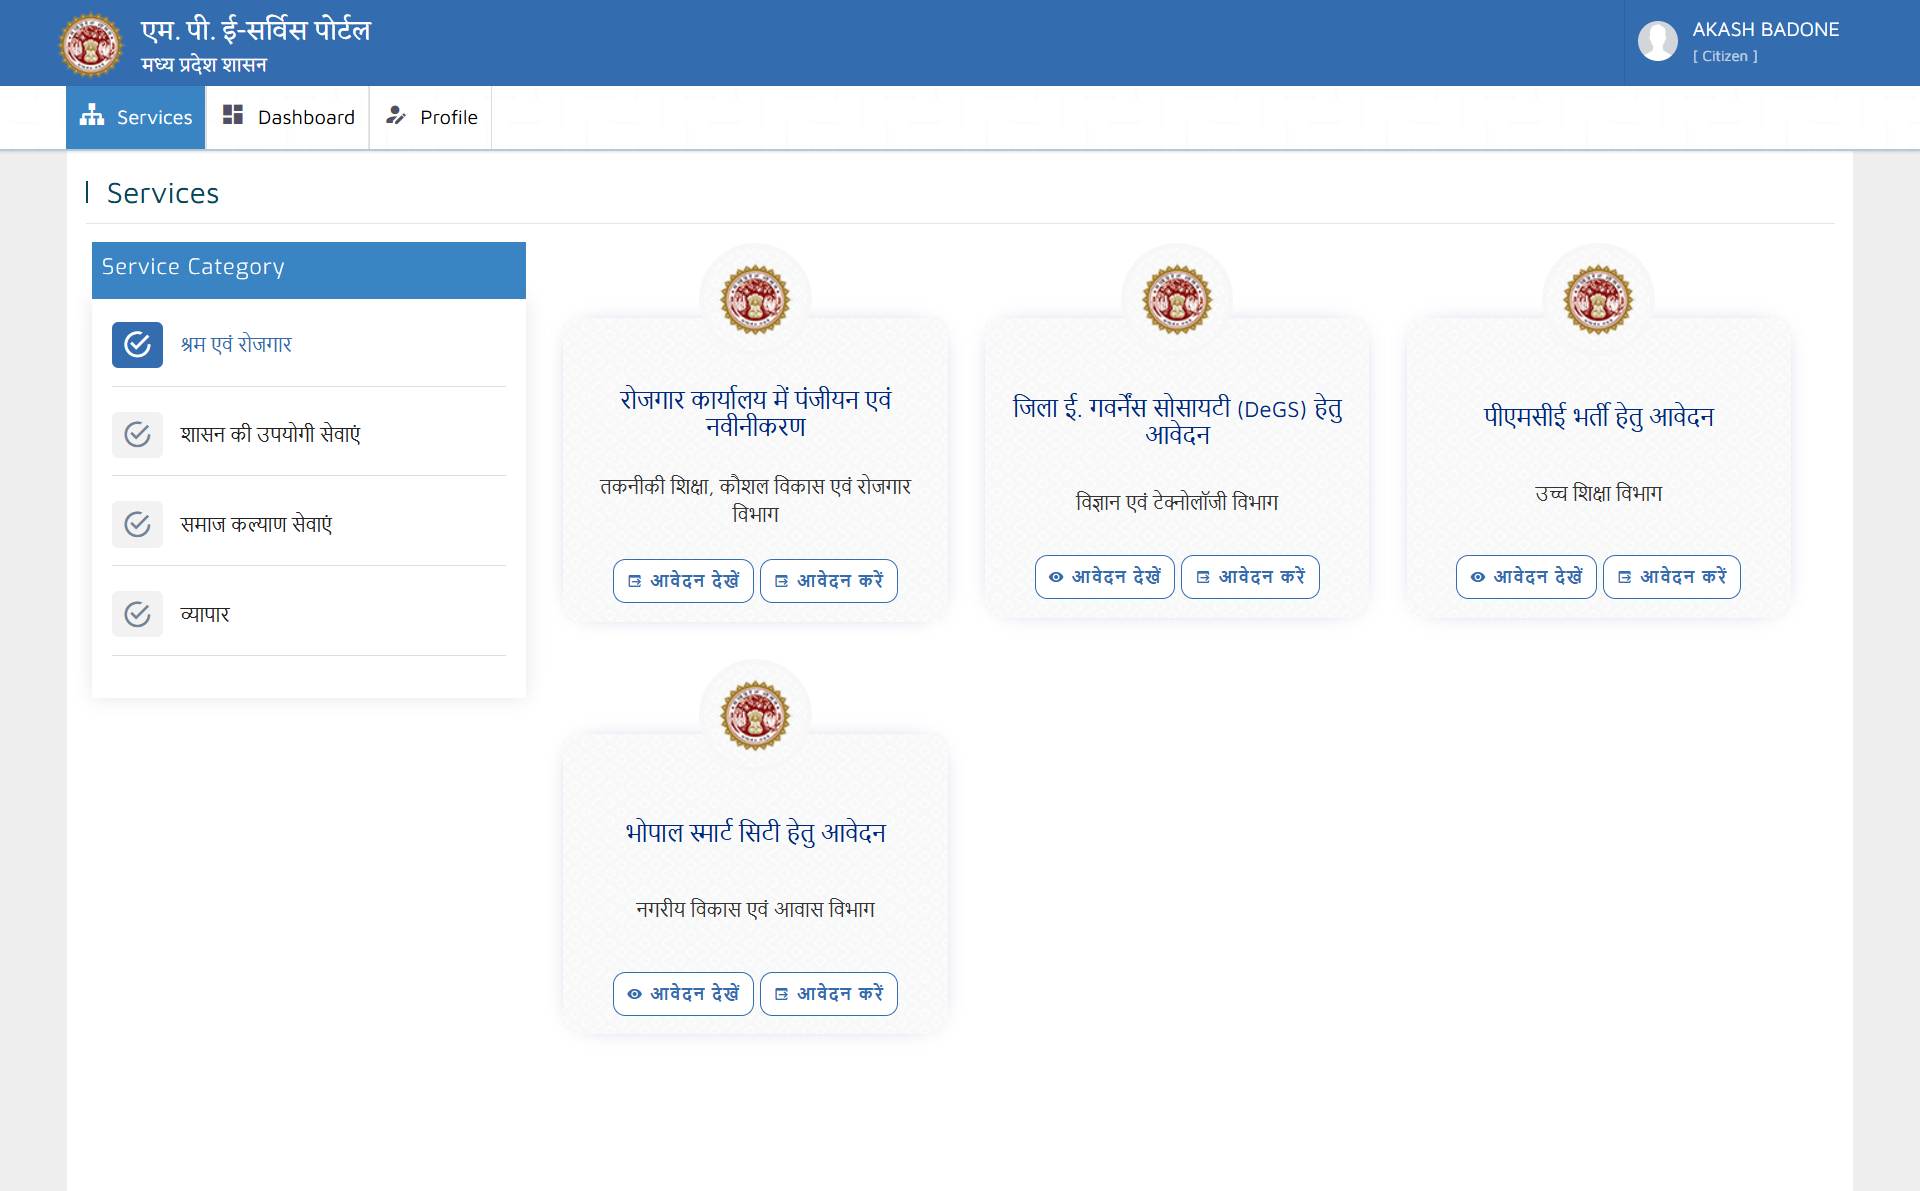 एम. पी. ई-सर्विस पोर्टल
मध्य प्रदेश शासन
AKASH BADONE
[ Citizen ]
Services
Dashboard
Profile
Services
Service Category
श्रम एवं रोजगार
शासन की उपयोगी सेवाएं
समाज कल्याण सेवाएं
व्यापार
रोजगार कार्यालय में पंजीयन एवं
नवीनीकरण
तकनीकी शिक्षा, कौशल विकास एवं रोजगार
विभाग
आवेदन देखें
आवेदन करें
जिला ई. गवर्नेंस सोसायटी (DeGS) हेतु
आवेदन
विज्ञान एवं टेक्नोलॉजी विभाग
आवेदन देखें
आवेदन करें
पीएमसीई भर्ती हेतु आवेदन
उच्च शिक्षा विभाग
आवेदन देखें
आवेदन करें
भोपाल स्मार्ट सिटी हेतु आवेदन
नगरीय विकास एवं आवास विभाग
आवेदन देखें
आवेदन करें